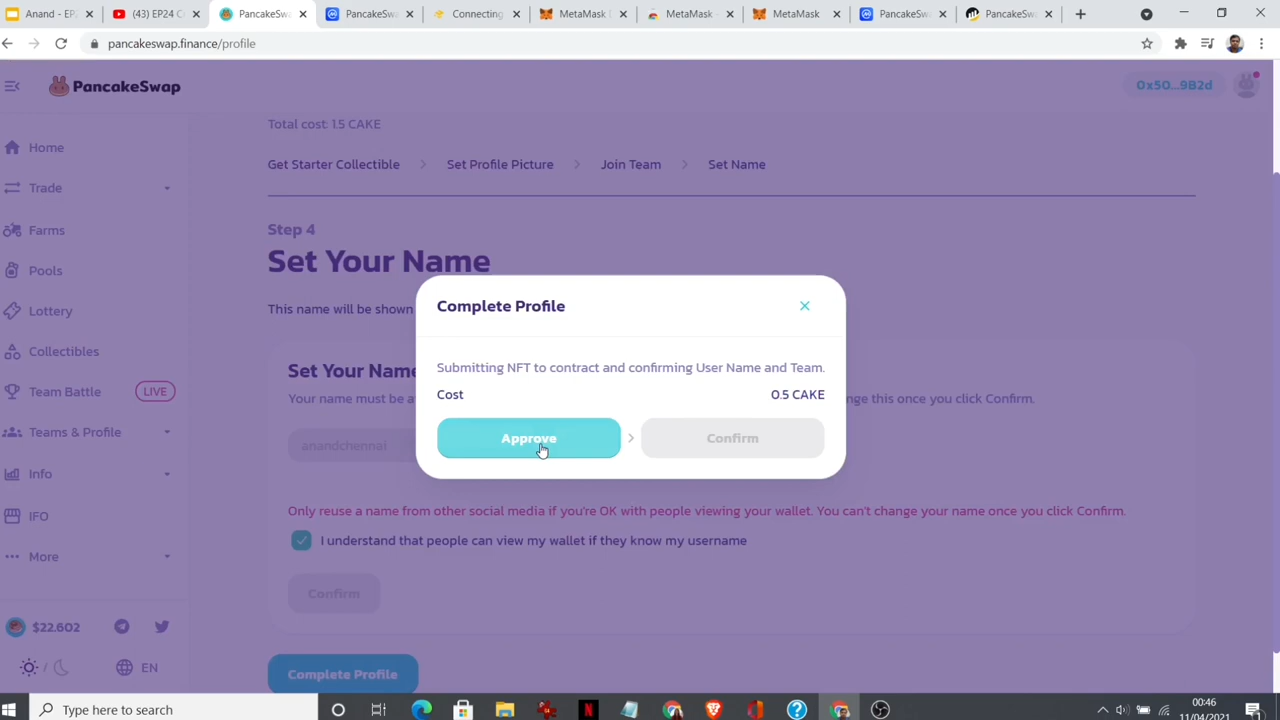 Anand - EP2
(43) EP24 C
PancakeSwa
PancakeSw
Connecting
MetaMask D
MetaMask -
MetaMask
PancakeSw
PancakeSw
pancakeswap.finance/profile
PancakeSwap
0x50...9B2d
Total cost: 1.5 CAKE
Get Starter Collectible
Set Profile Picture
Join Team
Set Name
Home
Trade
Farms
Pools
Lottery
Collectibles
Team Battle
LIVE
Teams & Profile
Info
IFO
More
$22.602
EN
Step 4
Set Your Name
This name will be shown
Set Your Name
Your name must be a
nge this once you click Confirm.
anandchennai
Complete Profile
Submitting NFT to contract and confirming User Name and Team.
Cost
0.5 CAKE
Approve
Confirm
Only reuse a name from other social media if you're OK with people viewing your wallet. You can't change your name once you click Confirm.
I understand that people can view my wallet if they know my username
Confirm
Complete Profile
Type here to search
00:46
11/04/2021